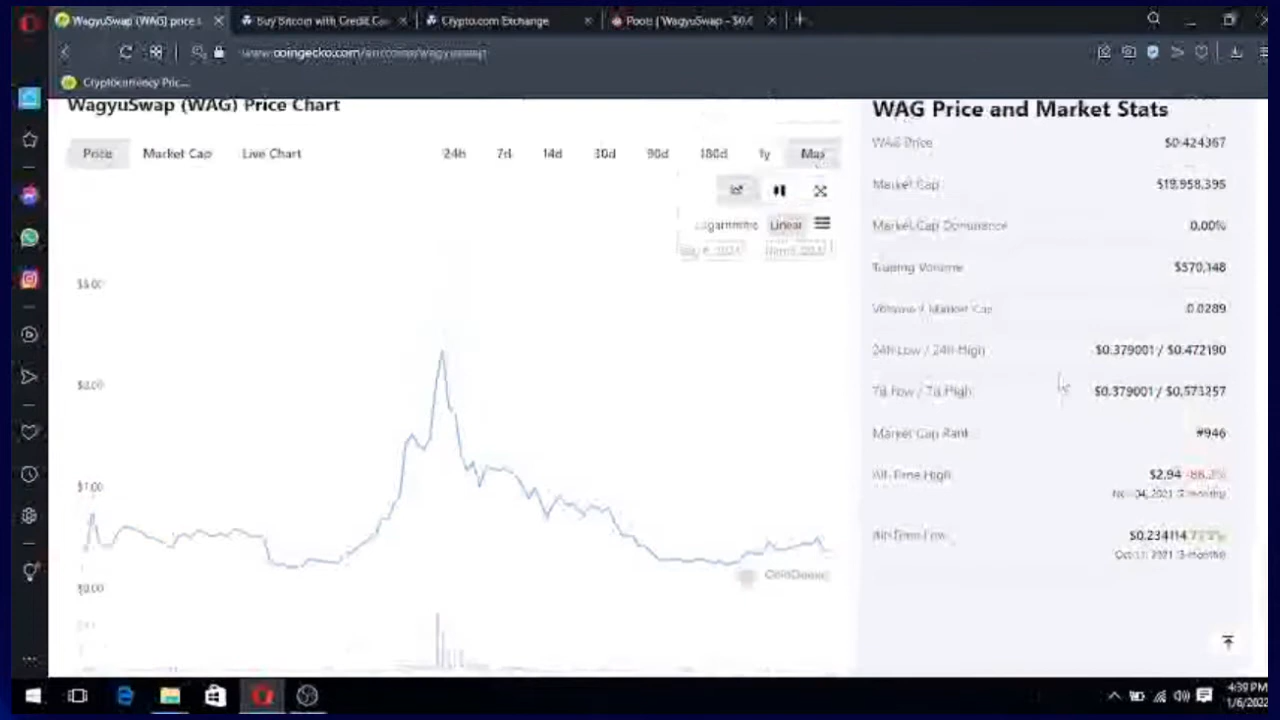 WagyuSwap (WAG) price
Buy Bitcoin with Credit Ca
Crypto.com Exchange
Pools | WagyuSwap - $0.4
www.coingecko.com/en/coins/wagyuswap
Cryptocurrency Pric...
WagyuSwap (WAG) Price Chart
Price Market Cap Live Chart 24h 7d 14d 30d 90d 180d 1y Max
Linear
$3.00
$2.00
$1.00
$0.00
WAG Price and Market Stats
WAG Price $0.424367
Market Cap
Market Cap Dominance 0.00%
Trading Volume $570,148
Volume / Market Cap 0.0289
24h Low / 24h High $0.379001 / $0.472190
7d Low / 7d High $0.379001 / $0.573257
Market Cap Rank #946
All-Time High $2.94
All-Time Low $0.234114
4:39 PM
1/6/2022